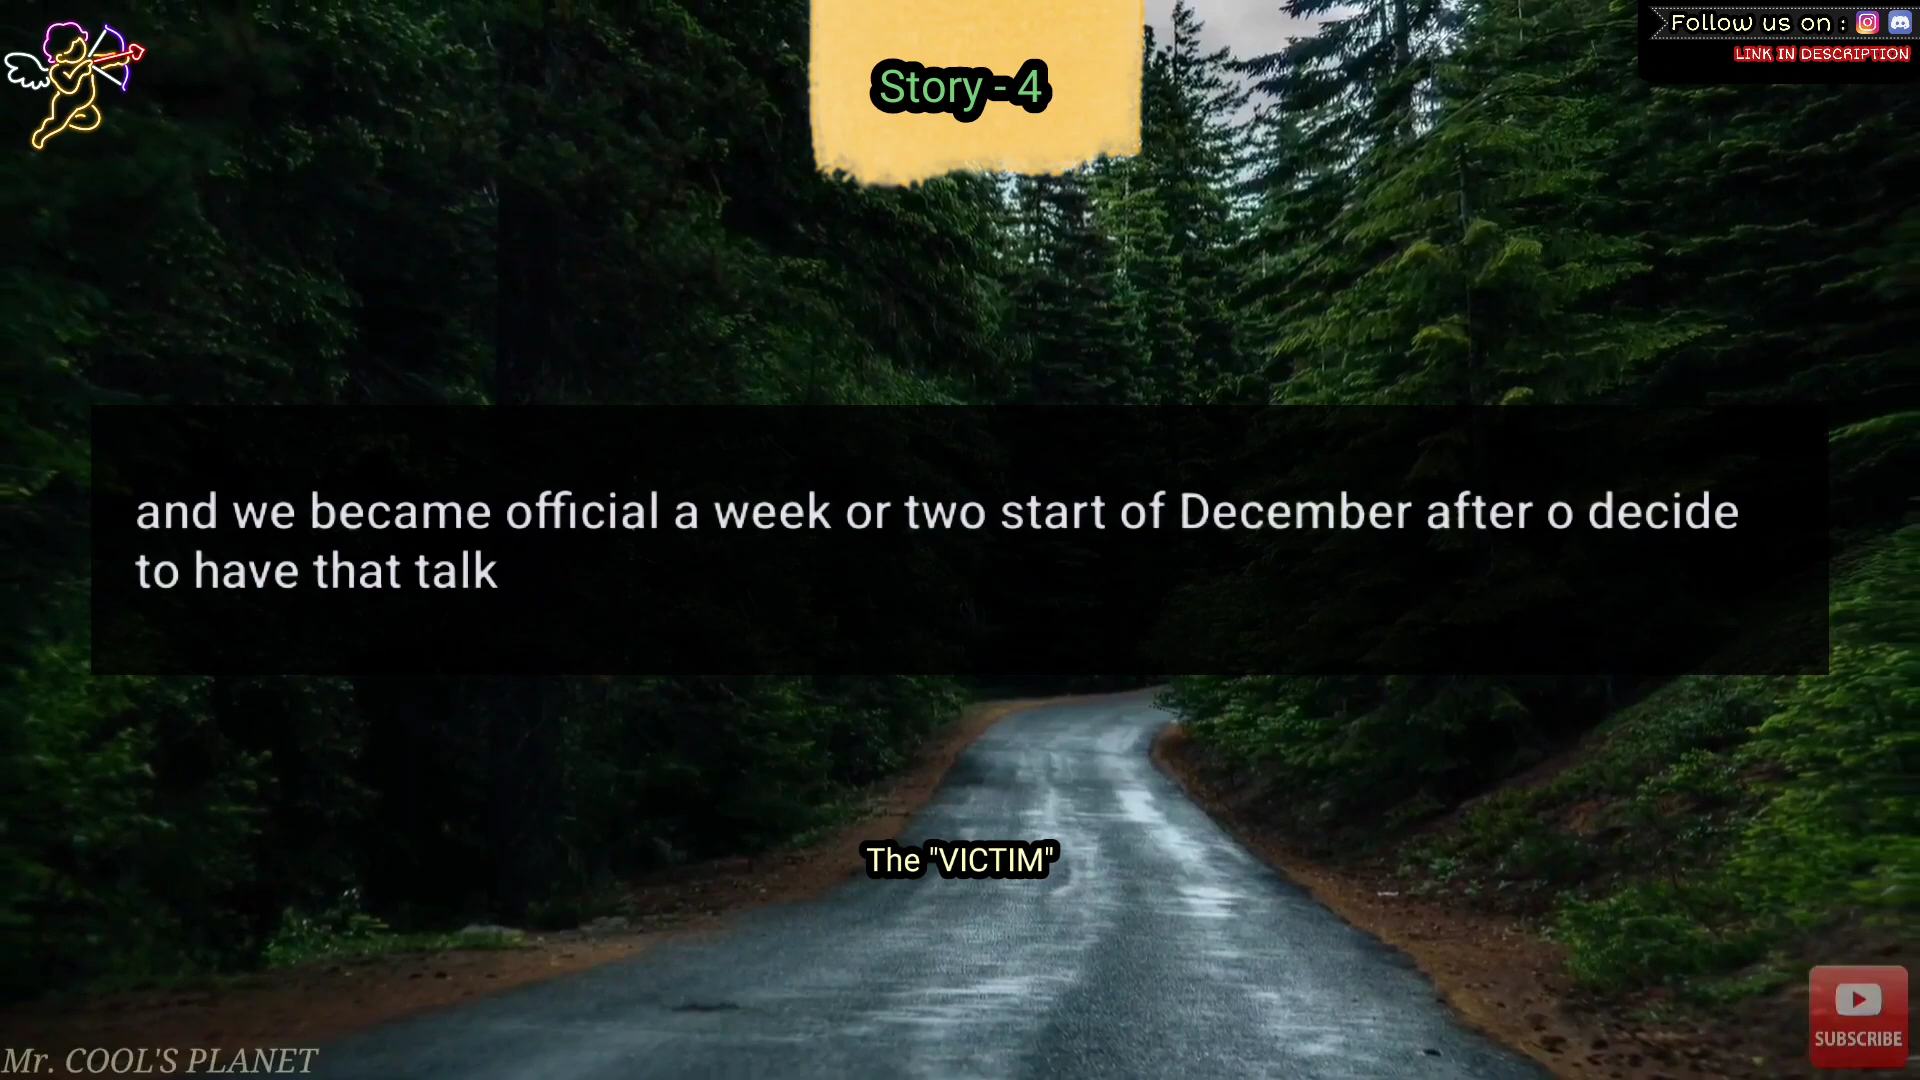 Story - 4
Follow us on :
LINK IN DESCRIPTION
and we became official a week or two start of December after o decide
to have that talk
The "VICTIM"
SUBSCRIBE
Mr. COOL'S PLANET